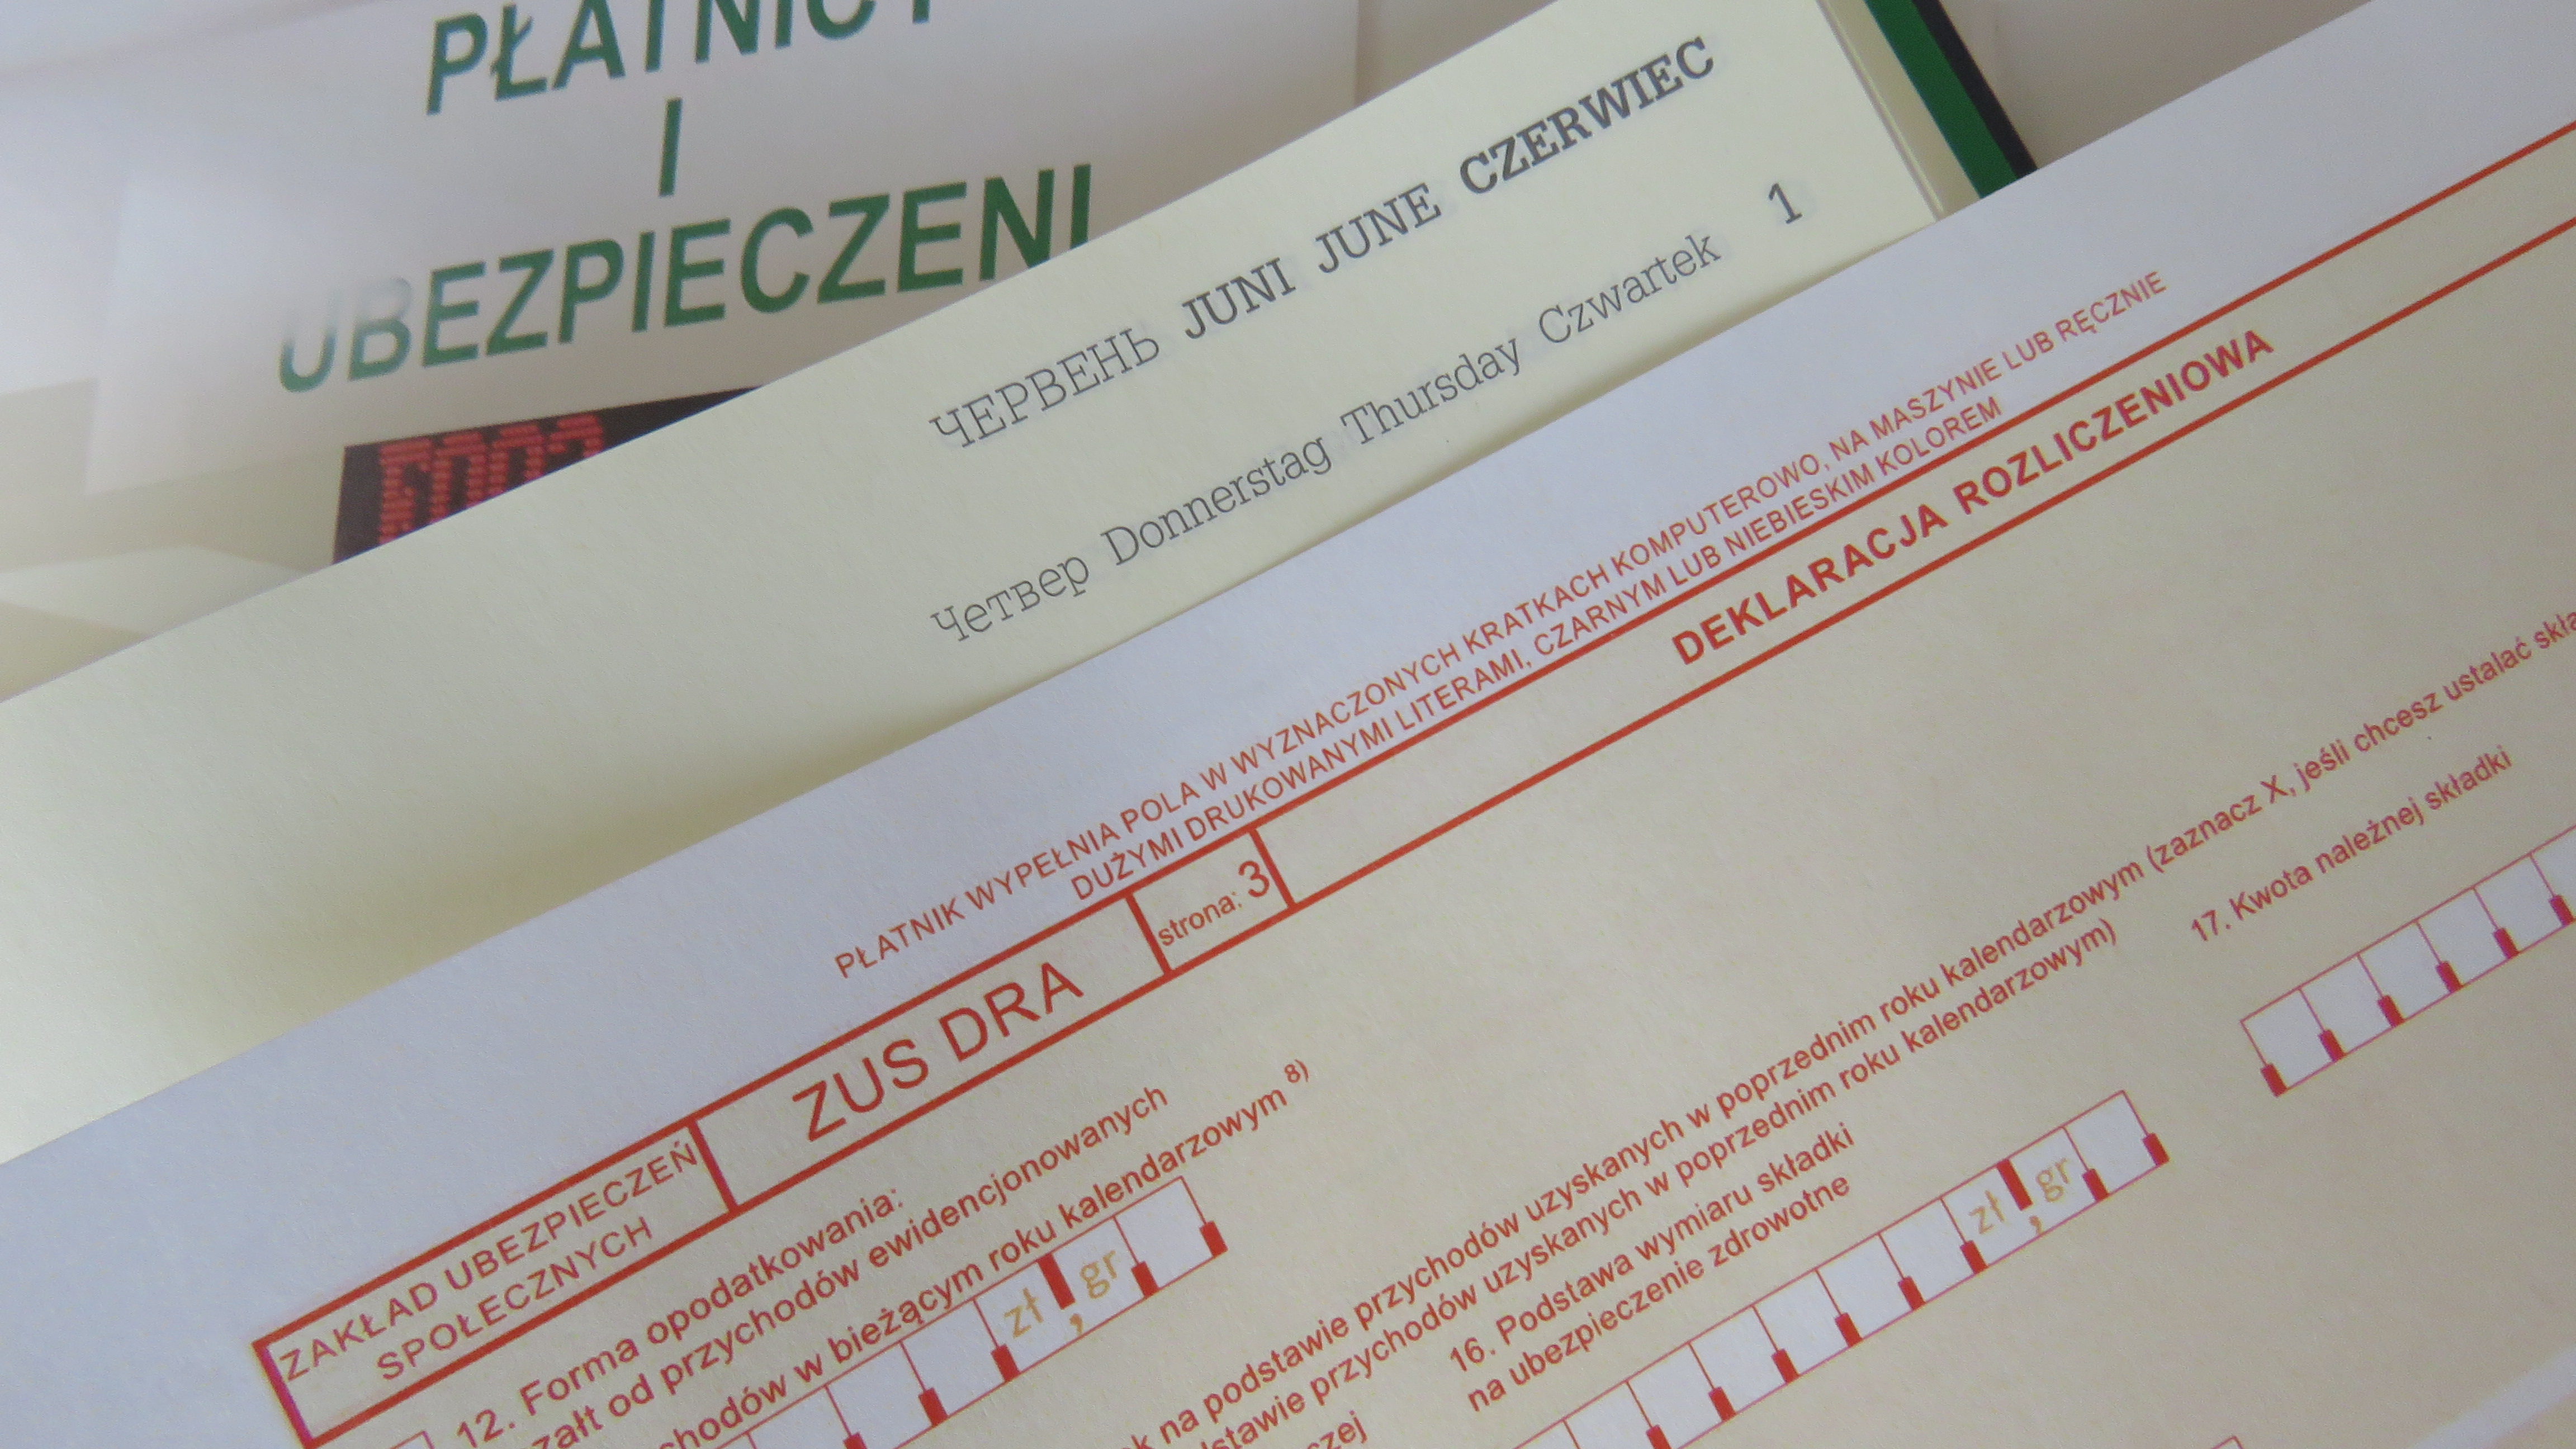 PŁATNICY
I
UBEZPIECZENI
ЧЕРВЕНЬ JUNI JUNE CZERWIEC
Четвер Donnerstag Thursday Czwartek 1
PŁATNIK WYPEŁNIA POLA W WYZNACZONYCH KRATKACH KOMPUTEROWO, NA MASZYNIE LUB RĘCZNIE
DUŻYMI DRUKOWANYMI LITERAMI, CZARNYM LUB NIEBIESKIM KOLOREM
ZAKŁAD UBEZPIECZEŃ
SPOŁECZNYCH
ZUS DRA
strona: 3
DEKLARACJA ROZLICZENIOWA
12. Forma opodatkowania:
od przychodów ewidencjonowanych
w bieżącym roku kalendarzowym 8)
zł , gr
na podstawie przychodów uzyskanych w poprzednim roku kalendarzowym (zaznacz X, jeśli chcesz ustalać
przychodów uzyskanych w poprzednim roku kalendarzowym)
16. Podstawa wymiaru składki
na ubezpieczenie zdrowotne
zł , gr
17. Kwota należnej składki